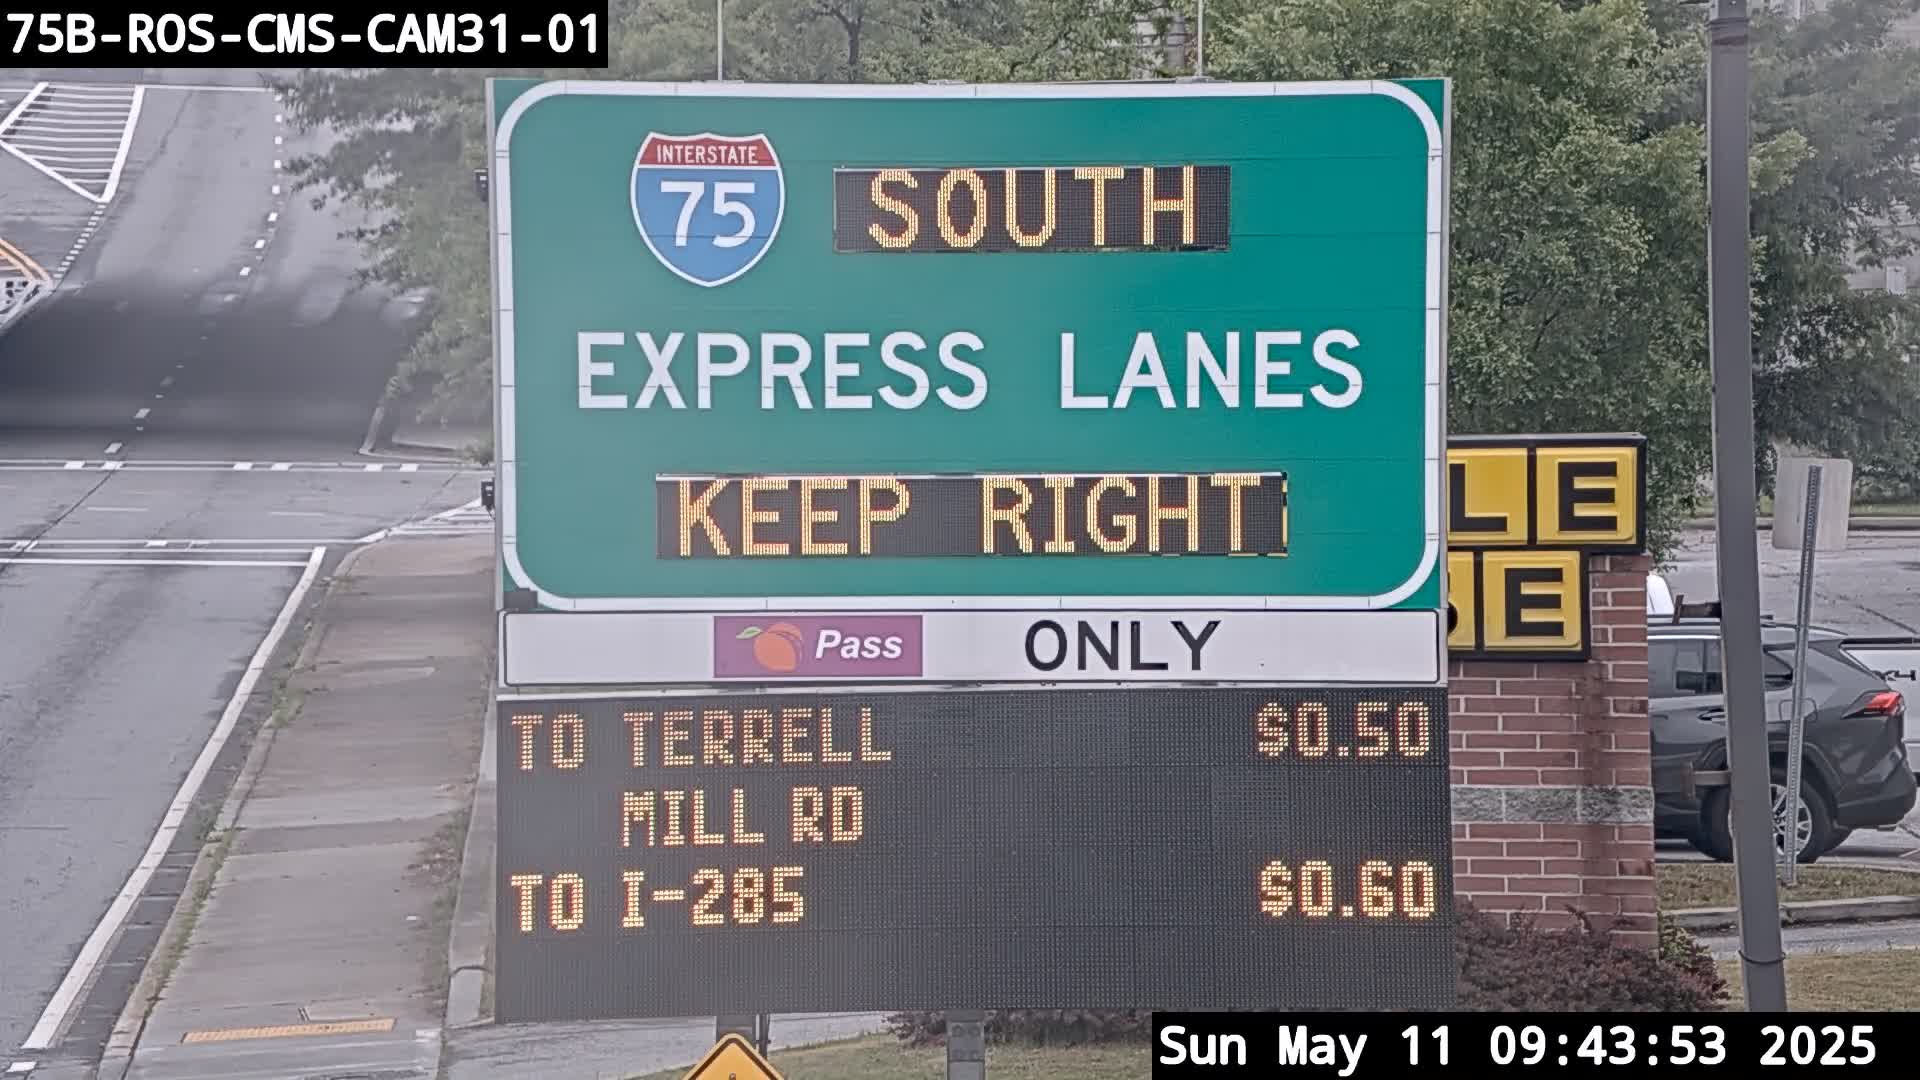 75B-ROS-CMS-CAM31-01
INTERSTATE
75
SOUTH
EXPRESS LANES
KEEP RIGHT
Pass ONLY
TO TERRELL $0.50
MILL RD
TO I-285 $0.60
LE
E
Sun May 11 09:43:53 2025